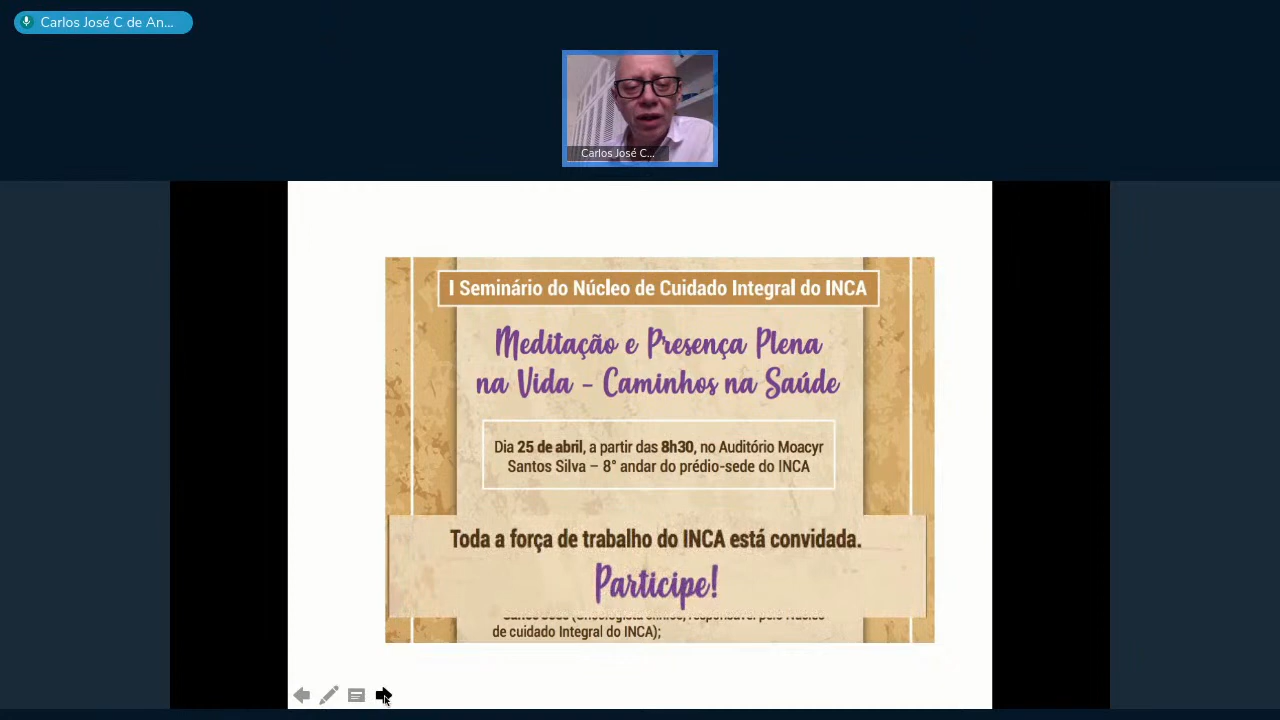 Carlos José C de An...
Carlos José C...
I Seminário do Núcleo de Cuidado Integral do INCA
Meditação e Presença Plena
na Vida - Caminhos na Saúde
Dia 25 de abril, a partir das 8h30, no Auditório Moacyr
Santos Silva – 8° andar do prédio-sede do INCA
Toda a força de trabalho do INCA está convidada.
Participe!
de cuidado Integral do INCA);